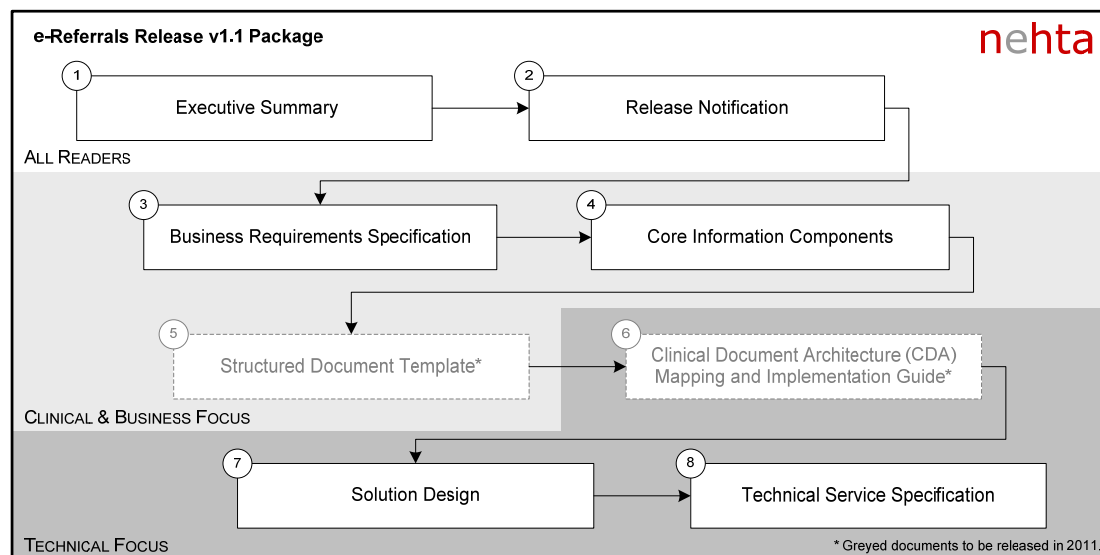 e-Referrals Release v1.1 Package
nehta
1
Executive Summary
2
Release Notification
ALL READERS
3
Business Requirements Specification
4
Core Information Components
5
Structured Document Template*
6
Clinical Document Architecture (CDA)
Mapping and Implementation Guide*
CLINICAL & BUSINESS FOCUS
7
Solution Design
8
Technical Service Specification
TECHNICAL FOCUS
* Greyed documents to be released in 2011.